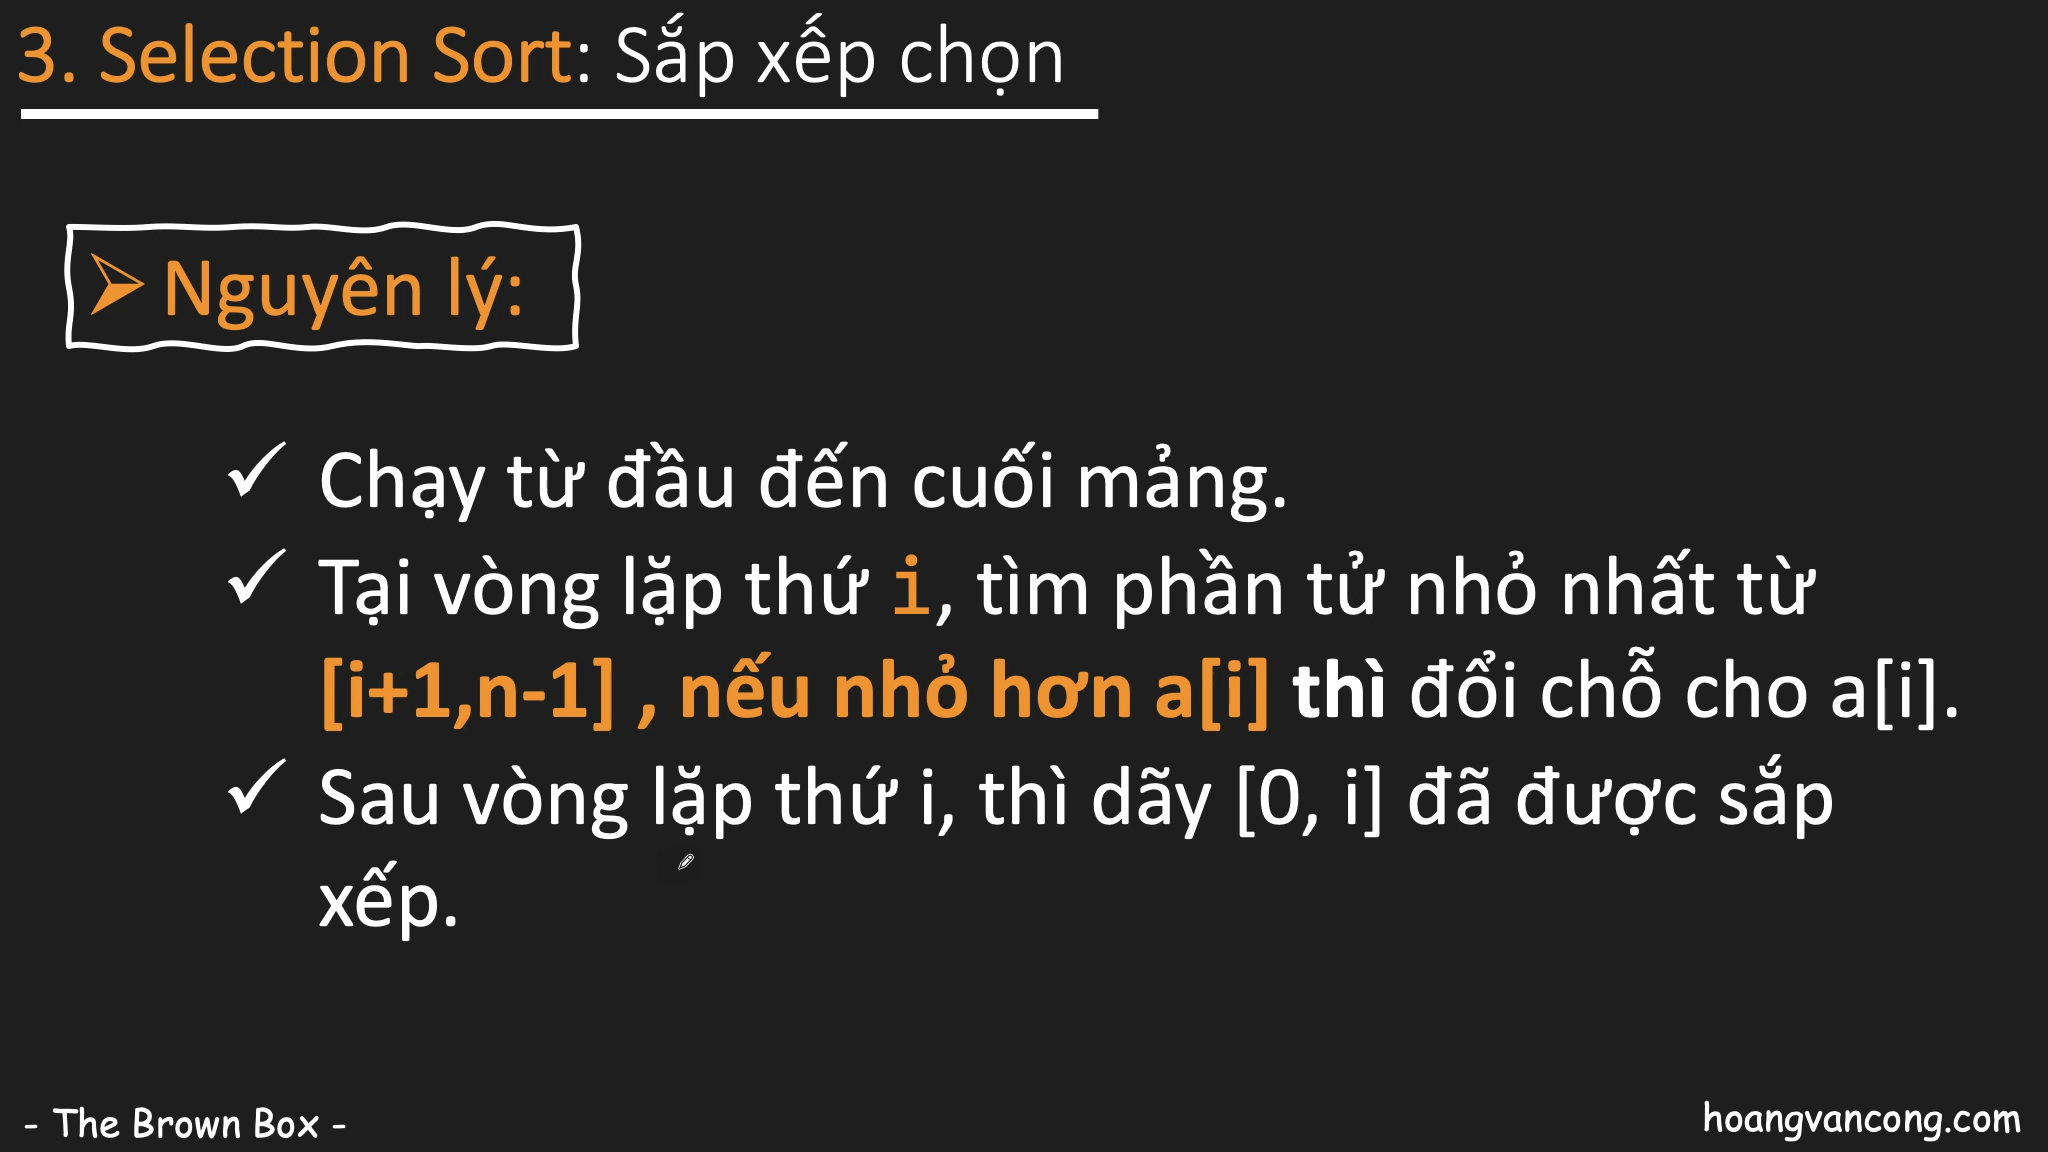 3. Selection Sort: Sắp xếp chọn
Nguyên lý:
Chạy từ đầu đến cuối mảng.
Tại vòng lặp thứ i, tìm phần tử nhỏ nhất từ
[i+1,n-1] , nếu nhỏ hơn a[i] thì đổi chỗ cho a[i].
Sau vòng lặp thứ i, thì dãy [0, i] đã được sắp
xếp.
- The Brown Box -
hoangvancong.com